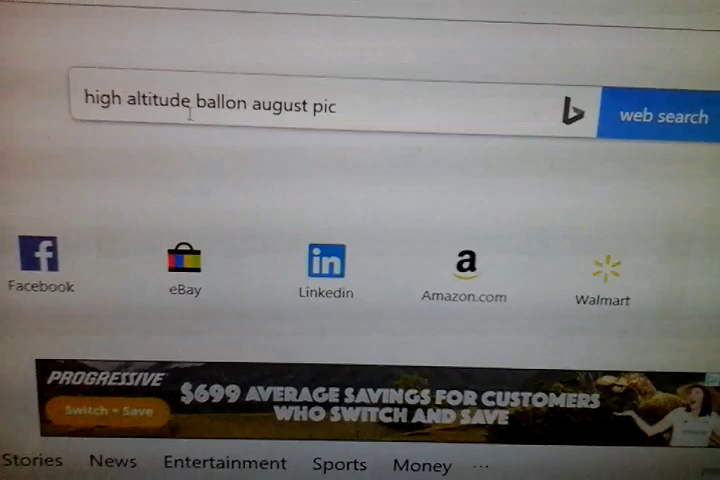 high altitude ballon august pic
web search
Facebook
eBay
Linkedin
Amazon.com
Walmart
PROGRESSIVE
Switch + Save
$699 AVERAGE SAVINGS FOR CUSTOMERS
WHO SWITCH AND SAVE
Stories News Entertainment Sports Money ...